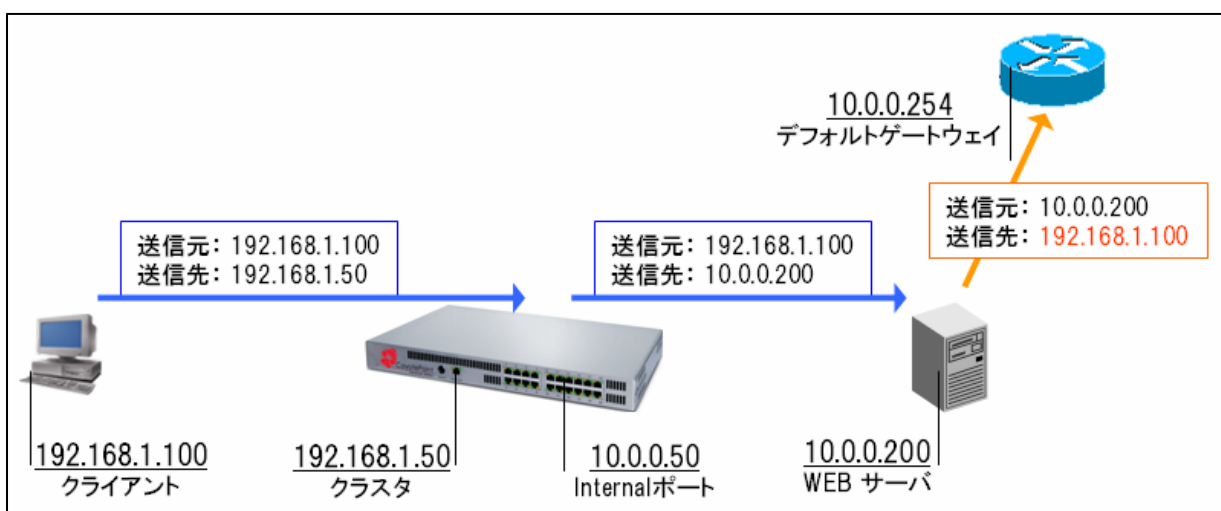 10.0.0.254
デフォルトゲートウェイ
送信元: 10.0.0.200
送信先: 192.168.1.100
送信元: 192.168.1.100
送信先: 192.168.1.50
送信元: 192.168.1.100
送信先: 10.0.0.200
CoyotePoint
192.168.1.100
クライアント
192.168.1.50
クラスタ
10.0.0.50
Internalポート
10.0.0.200
WEB サーバ